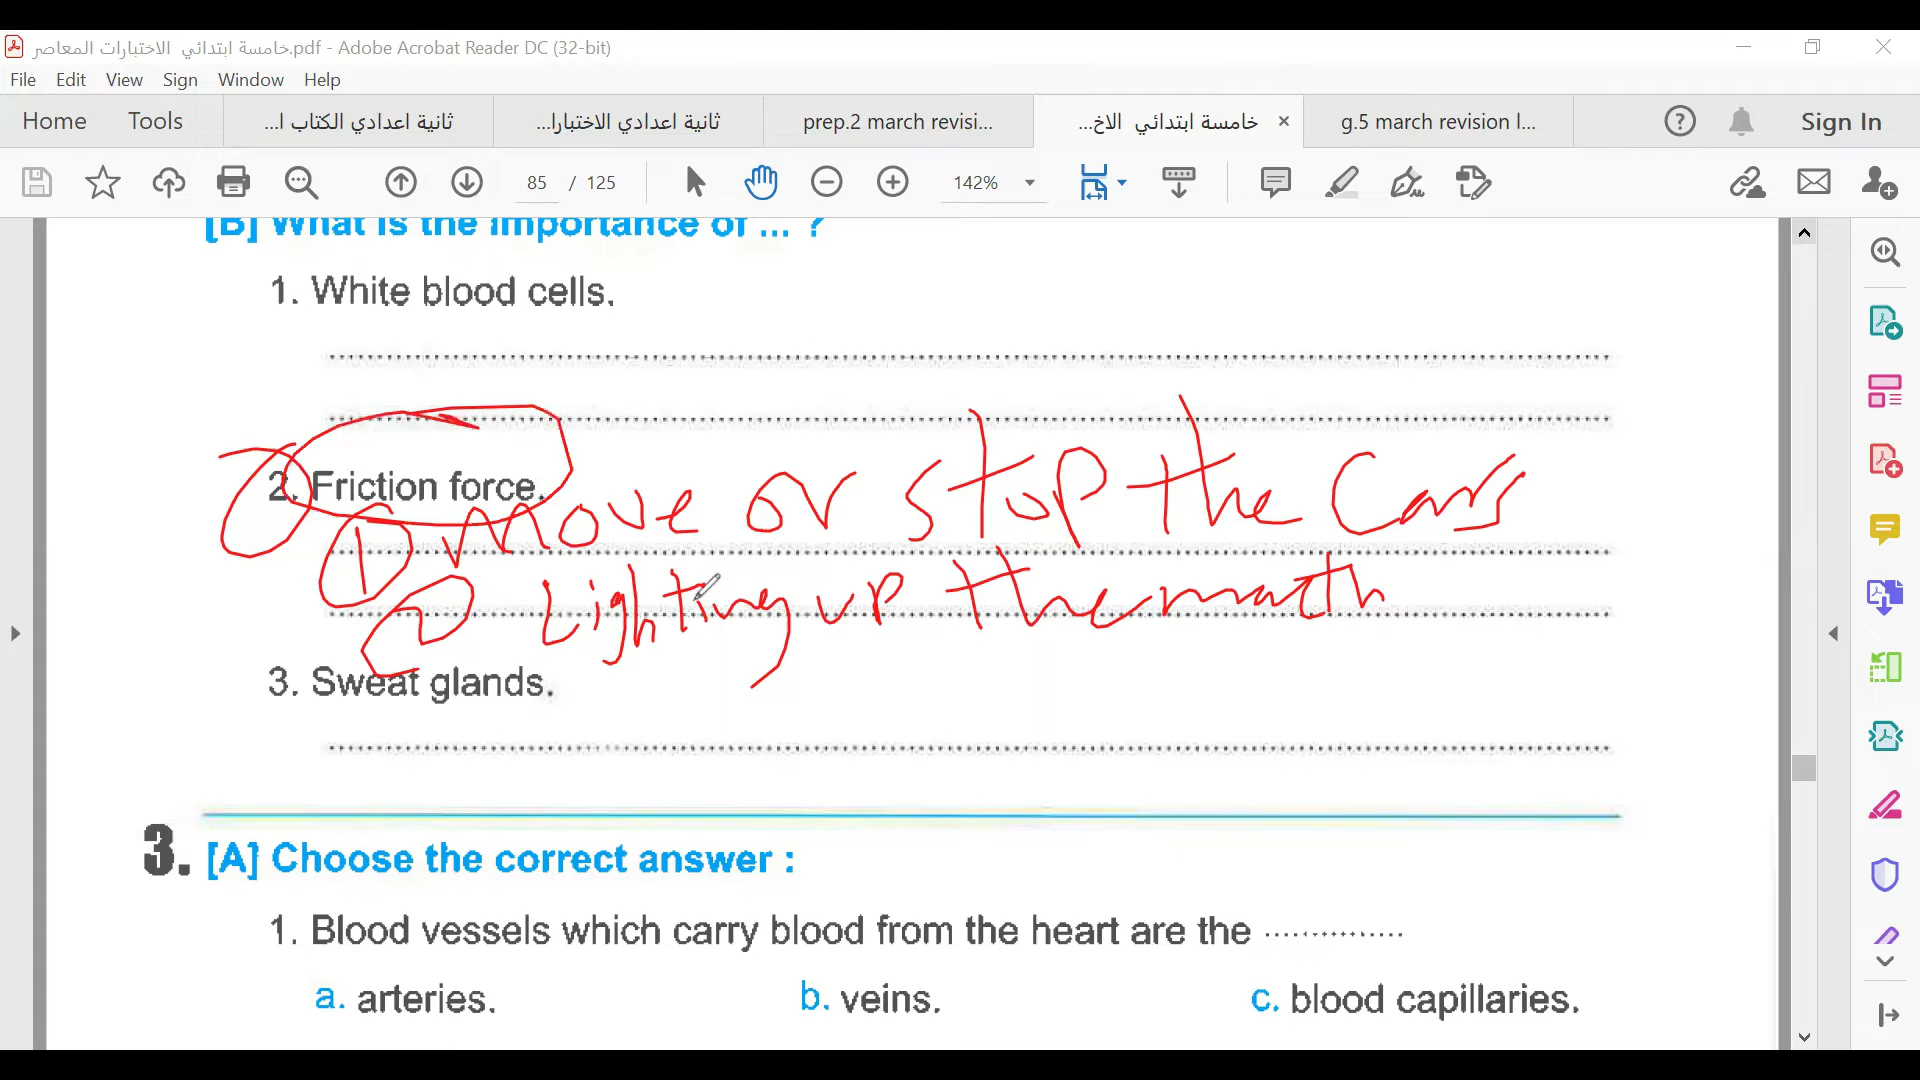 خامسة ابتدائي الاختبارات المعاصر.pdf - Adobe Acrobat Reader DC (32-bit)
File Edit View Sign Window Help
Home Tools ثانية اعدادي الكتاب ا... ثانية اعدادي الاختبارا... prep.2 march revisi... خامسة ابتدائي الاخ... × g.5 march revision l... ? Sign In
85 / 125 142%
[B] What is the importance of ... ?
1. White blood cells.
2. Friction force.
① move or stop the Cars
② Lighting up the math
3. Sweat glands.
3. [A] Choose the correct answer :
1. Blood vessels which carry blood from the heart are the ..............
a. arteries. b. veins. c. blood capillaries.